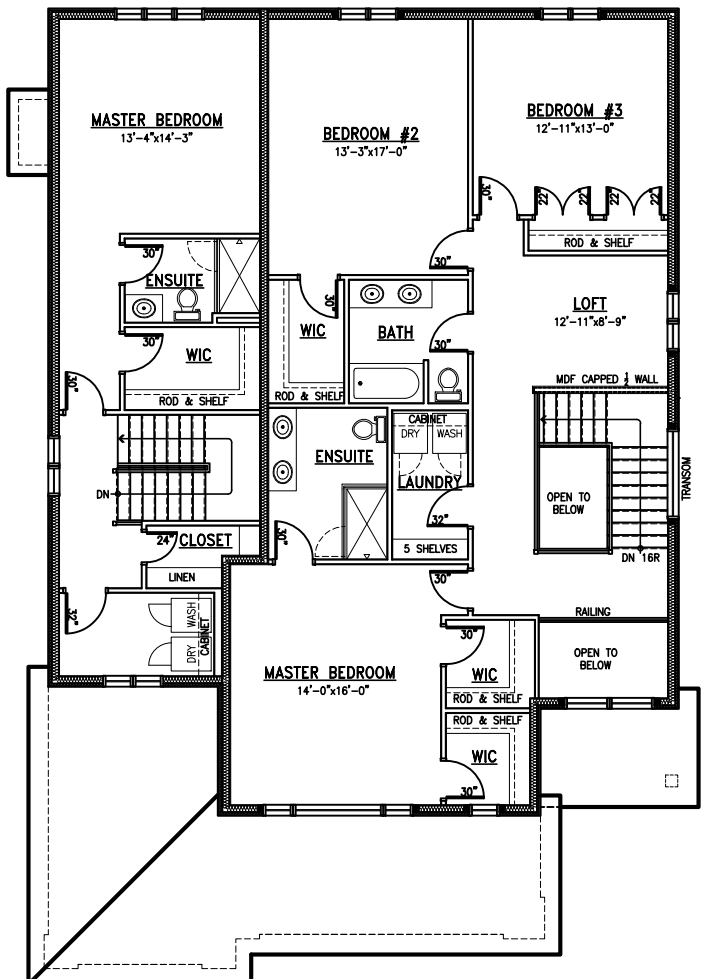 MASTER BEDROOM
13'-4"x14'-3"
BEDROOM #2
13'-3"x17'-0"
BEDROOM #3
12'-11"x13'-0"
30"
22"
22"
22"
22"
ROD & SHELF
30"
ENSUITE
30"
30"
WIC
BATH
30"
LOFT
12'-11"x8'-9"
30"
WIC
ROD & SHELF
30"
ROD & SHELF
MDF CAPPED ½ WALL
CABINET
DRY
WASH
ENSUITE
LAUNDRY
32"
5 SHELVES
30"
OPEN TO
BELOW
TRANSOM
DN 16R
DN
24"
CLOSET
LINEN
32"
WASH
DRY
CABINET
30"
RAILING
MASTER BEDROOM
14'-0"x16'-0"
30"
WIC
ROD & SHELF
OPEN TO
BELOW
ROD & SHELF
WIC
30"